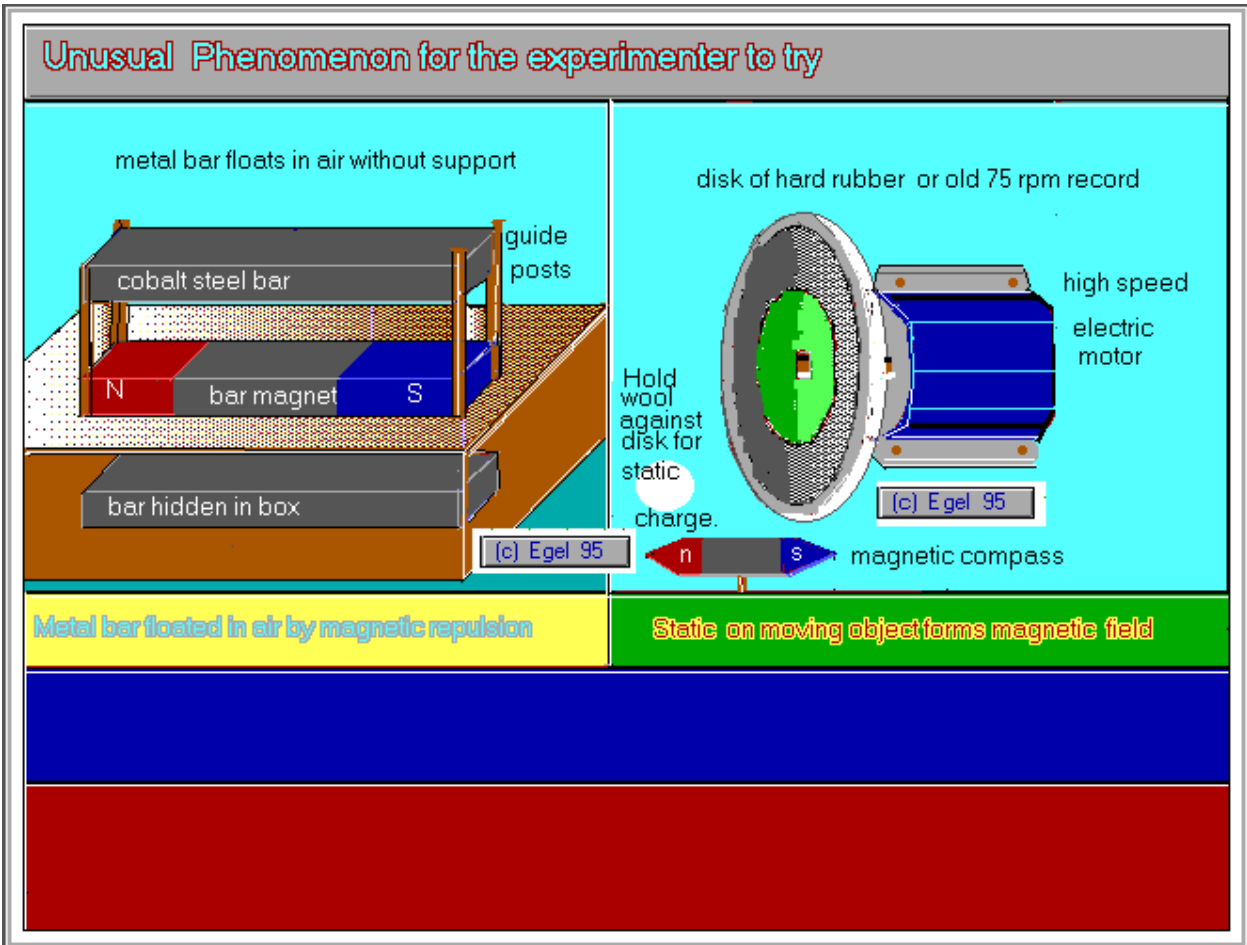 Unusual Phenomenon for the experimenter to try
metal bar floats in air without support
guide
posts
cobalt steel bar
N
bar magnet
S
bar hidden in box
(c) Egel 95
Metal bar floated in air by magnetic repulsion
disk of hard rubber or old 75 rpm record
high speed
electric
motor
Hold
wool
against
disk for
static
charge.
(c) Egel 95
n
S
magnetic compass
Static on moving object forms magnetic field